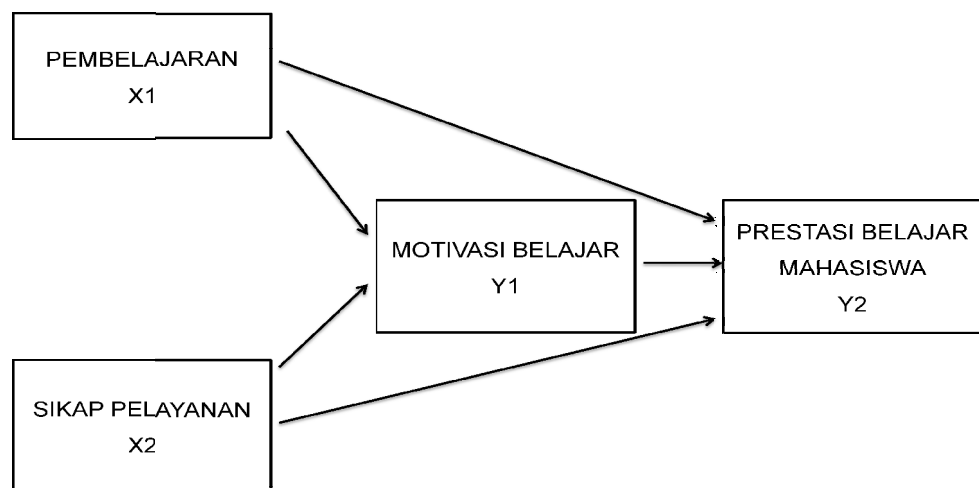 PEMBELAJARAN
X1
MOTIVASI BELAJAR
Y1
PRESTASI BELAJAR
MAHASISWA
Y2
SIKAP PELAYANAN
X2